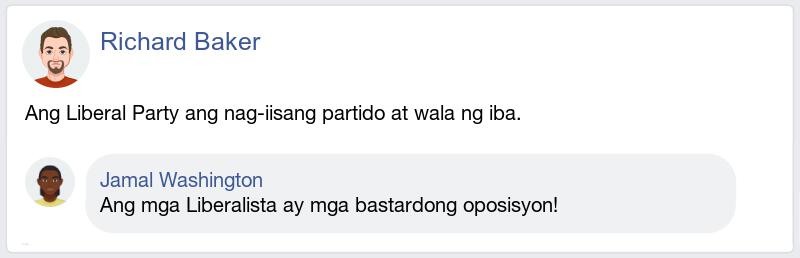 Richard Baker
Ang Liberal Party ang nag-iisang partido at wala ng iba.
Jamal Washington
Ang mga Liberalista ay mga bastardong oposisyon!